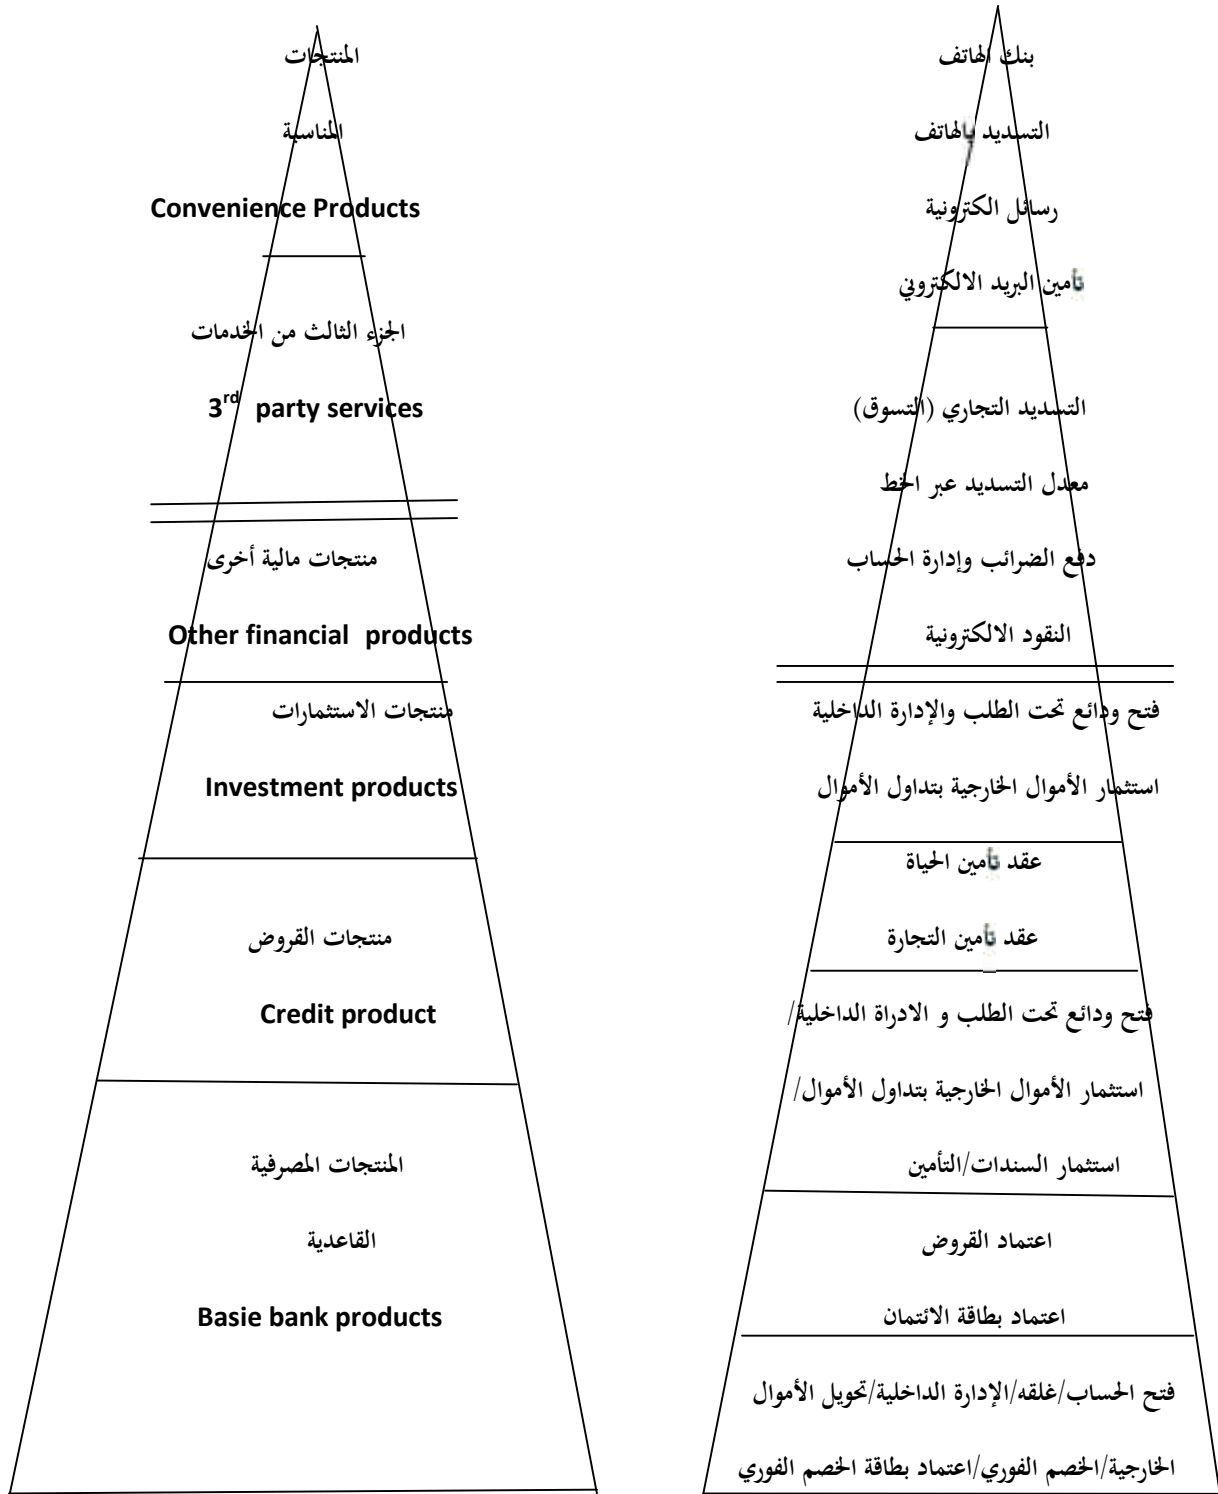 المنتجات
المناسبة
Convenience Products
الجزء الثالث من الخدمات
3rd party services
منتجات مالية أخرى
Other financial products
منتجات الاستثمارات
Investment products
منتجات القروض
Credit product
المنتجات المصرفية
القاعدية
Basie bank products
بنك الهاتف
التسديد بالهاتف
رسائل الكترونية
تأمين البريد الالكتروني
التسديد التجاري (التسوق)
معدل التسديد عبر الخط
دفع الضرائب وإدارة الحساب
النقود الالكترونية
فتح ودائع تحت الطلب والإدارة الداخلية
استثمار الأموال الخارجية بتداول الأموال
عقد تأمين الحياة
عقد تأمين التجارة
فتح ودائع تحت الطلب و الادراة الداخلية/
استثمار الأموال الخارجية بتداول الأموال/
استثمار السندات/التأمين
اعتماد القروض
اعتماد بطاقة الائتمان
فتح الحساب/غلقه/الإدارة الداخلية/تحويل الأموال
الخارجية/الخصم الفوري/اعتماد بطاقة الخصم الفوري